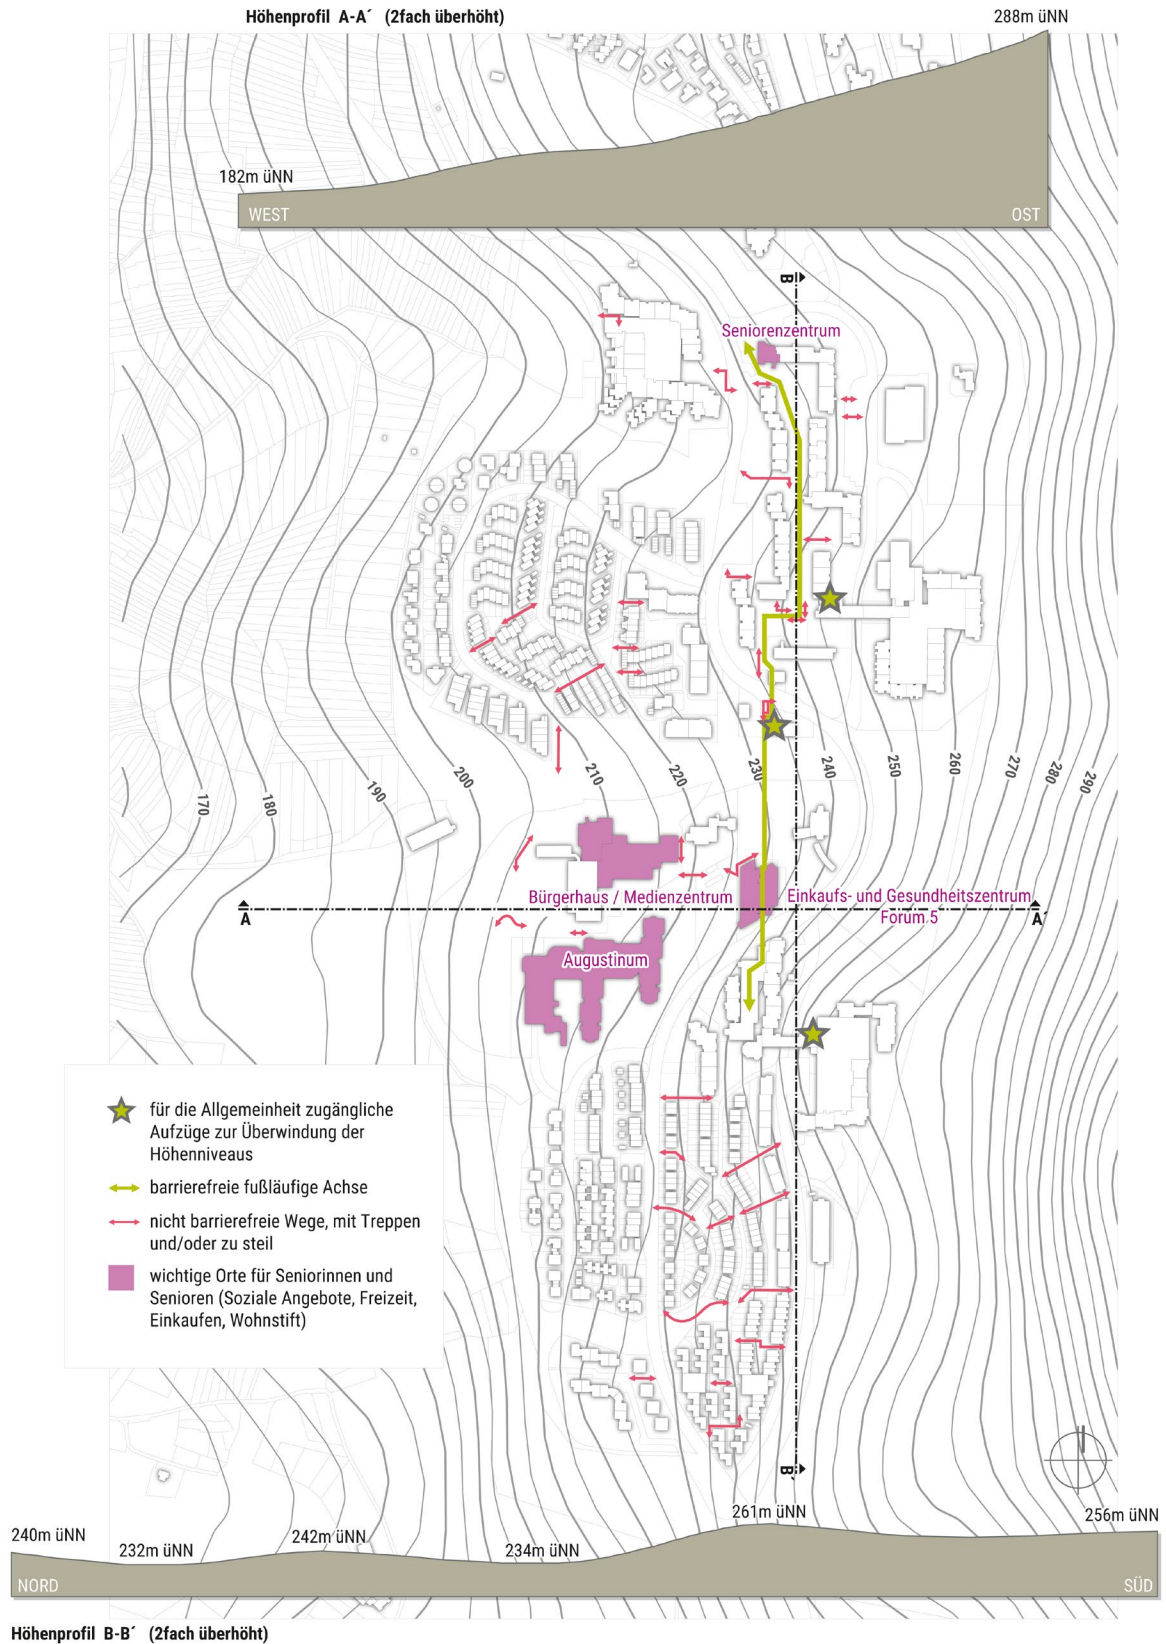 Höhenprofil A-A´ (2fach überhöht)
288m üNN
182m üNN
WEST
OST
B
Seniorenzentrum
170
180
190
200
210
220
230
240
250
260
270
280
290
Bürgerhaus / Medienzentrum
Einkaufs- und Gesundheitszentrum
Forum 5
A
A´
Augustinum
für die Allgemeinheit zugängliche
Aufzüge zur Überwindung der
Höhenniveaus
barrierefreie fußläufige Achse
nicht barrierefreie Wege, mit Treppen
und/oder zu steil
wichtige Orte für Seniorinnen und
Senioren (Soziale Angebote, Freizeit,
Einkaufen, Wohnstift)
B´
240m üNN
232m üNN
242m üNN
234m üNN
261m üNN
256m üNN
NORD
SÜD
Höhenprofil B-B´ (2fach überhöht)